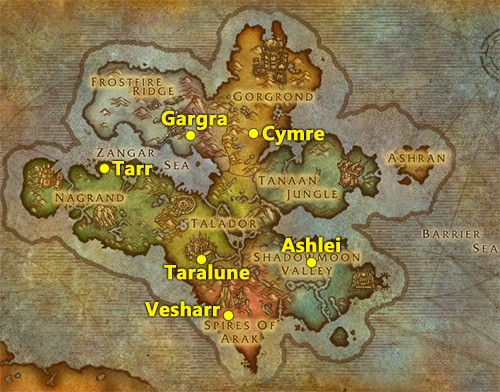 FROSTFIRE
RIDGE
GORGROND
Gargra
Cymre
ZANGAR
SEA
ASHRAN
Tarr
TANAAN
JUNGLE
NAGRAND
TALADOR
BARRIER
SEA
Ashlei
SHADOWMOON
VALLEY
Taralune
Vesharr
SPIRES OF
ARAK